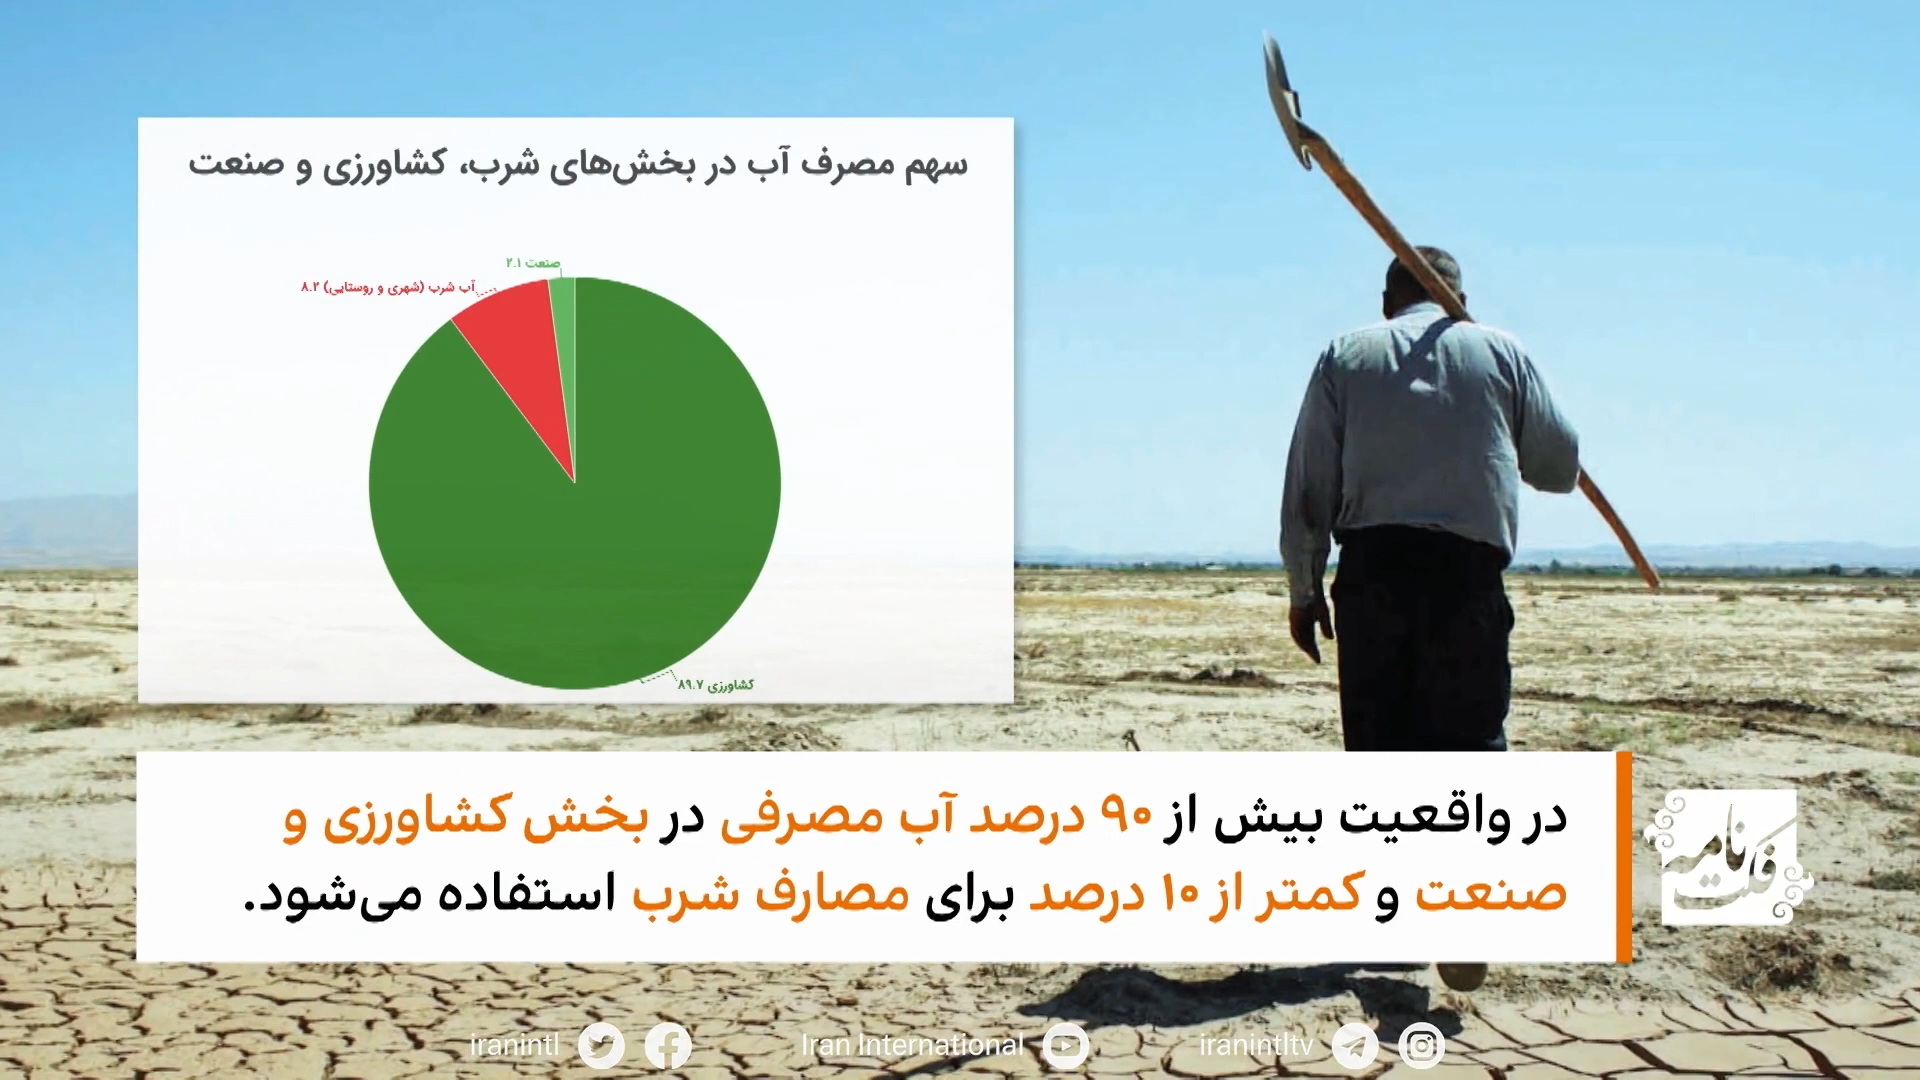 سهم مصرف آب در بخش‌های شرب، کشاورزی و صنعت
صنعت ۲.۱
آب شرب (شهری و روستایی) ۸.۲
کشاورزی ۸۹.۷
در واقعیت بیش از ۹۰ درصد آب مصرفی در بخش کشاورزی و
صنعت و کمتر از ۱۰ درصد برای مصارف شرب استفاده می‌شود.
فکت نامه
iranintl
Iran International
iranintltv